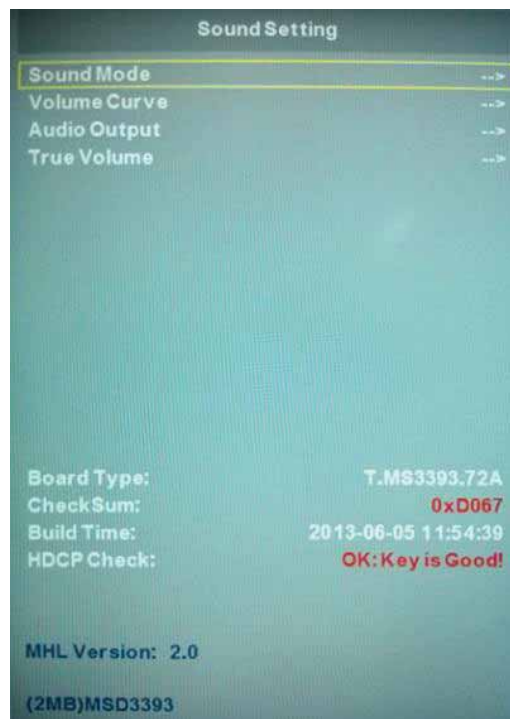 Sound Setting
Sound Mode -->
Volume Curve -->
Audio Output -->
True Volume -->
Board Type: T.MS3393.72A
CheckSum: 0xD067
Build Time: 2013-06-05 11:54:39
HDCP Check: OK:Key is Good!
MHL Version: 2.0
(2MB)MSD3393